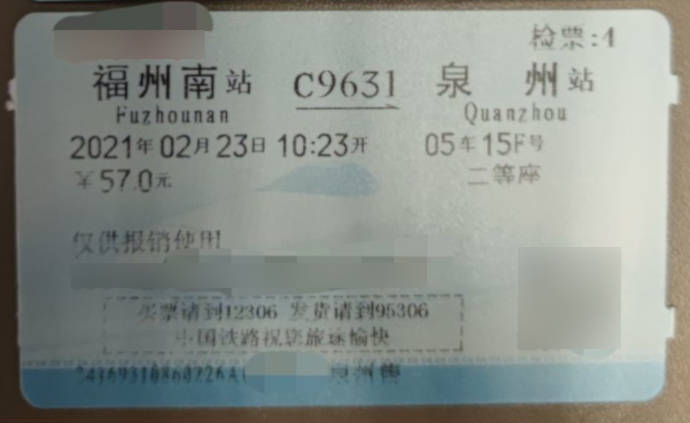 检票:4
福州南站 C9631 泉州站
Fuzhounan Quanzhou
2021年02月23日10:23开 05车15F号
￥57.0元 二等座
仅供报销使用
买票请到12306 发货请到95306
中国铁路祝您旅途愉快